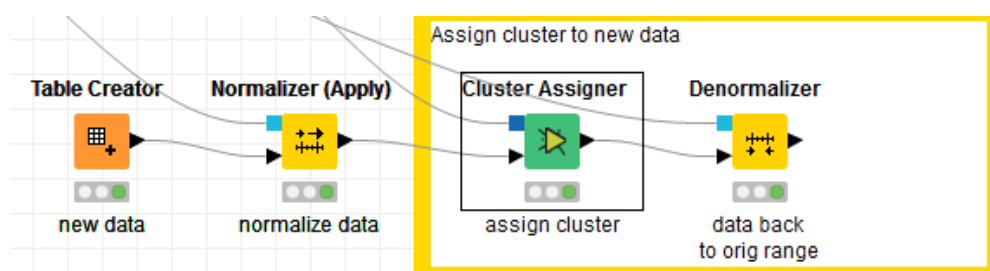 Assign cluster to new data
Table Creator
Normalizer (Apply)
Cluster Assigner
Denormalizer
new data
normalize data
assign cluster
data back
to orig range